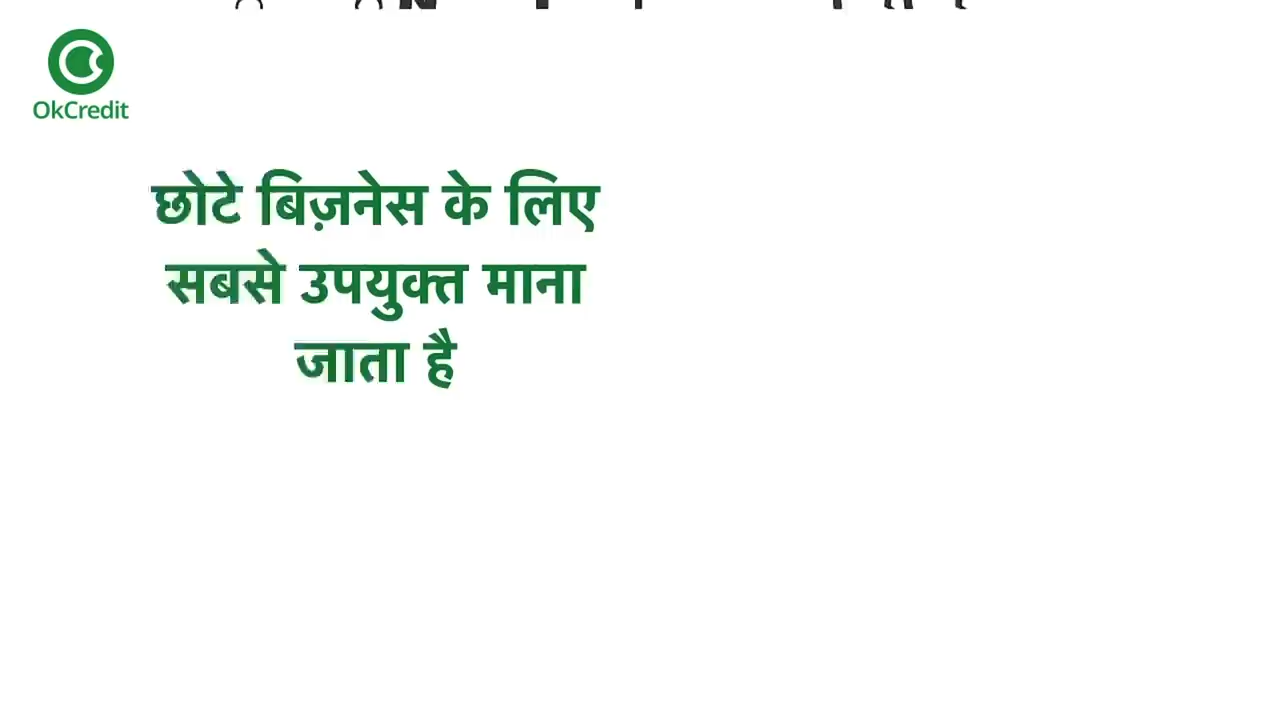 OkCredit
छोटे बिज़नेस के लिए
सबसे उपयुक्त माना
जाता है